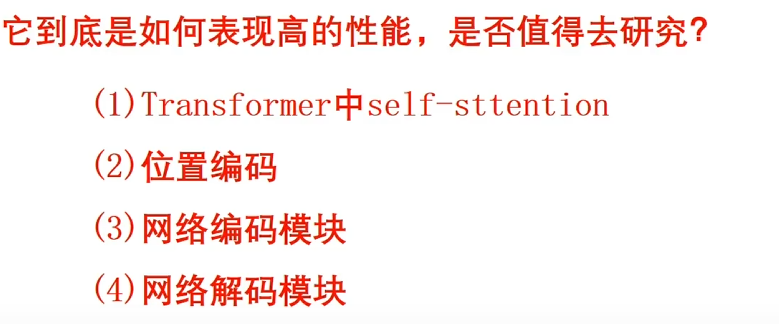 它到底是如何表现高的性能，是否值得去研究？
(1)Transformer中self-sttention
(2)位置编码
(3)网络编码模块
(4)网络解码模块